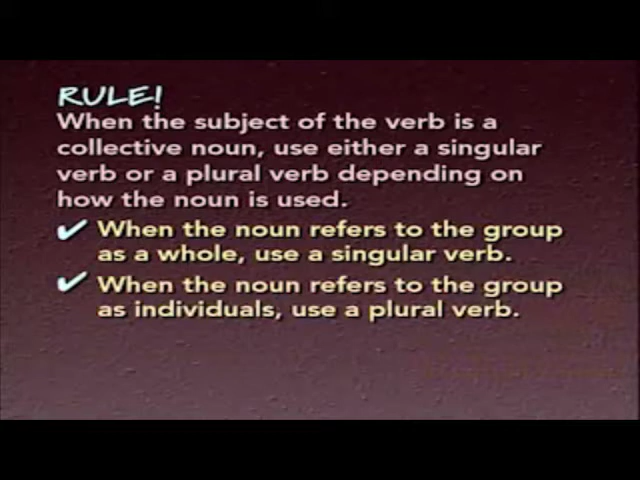 RULE!
When the subject of the verb is a
collective noun, use either a singular
verb or a plural verb depending on
how the noun is used.
✔ When the noun refers to the group
as a whole, use a singular verb.
✔ When the noun refers to the group
as individuals, use a plural verb.